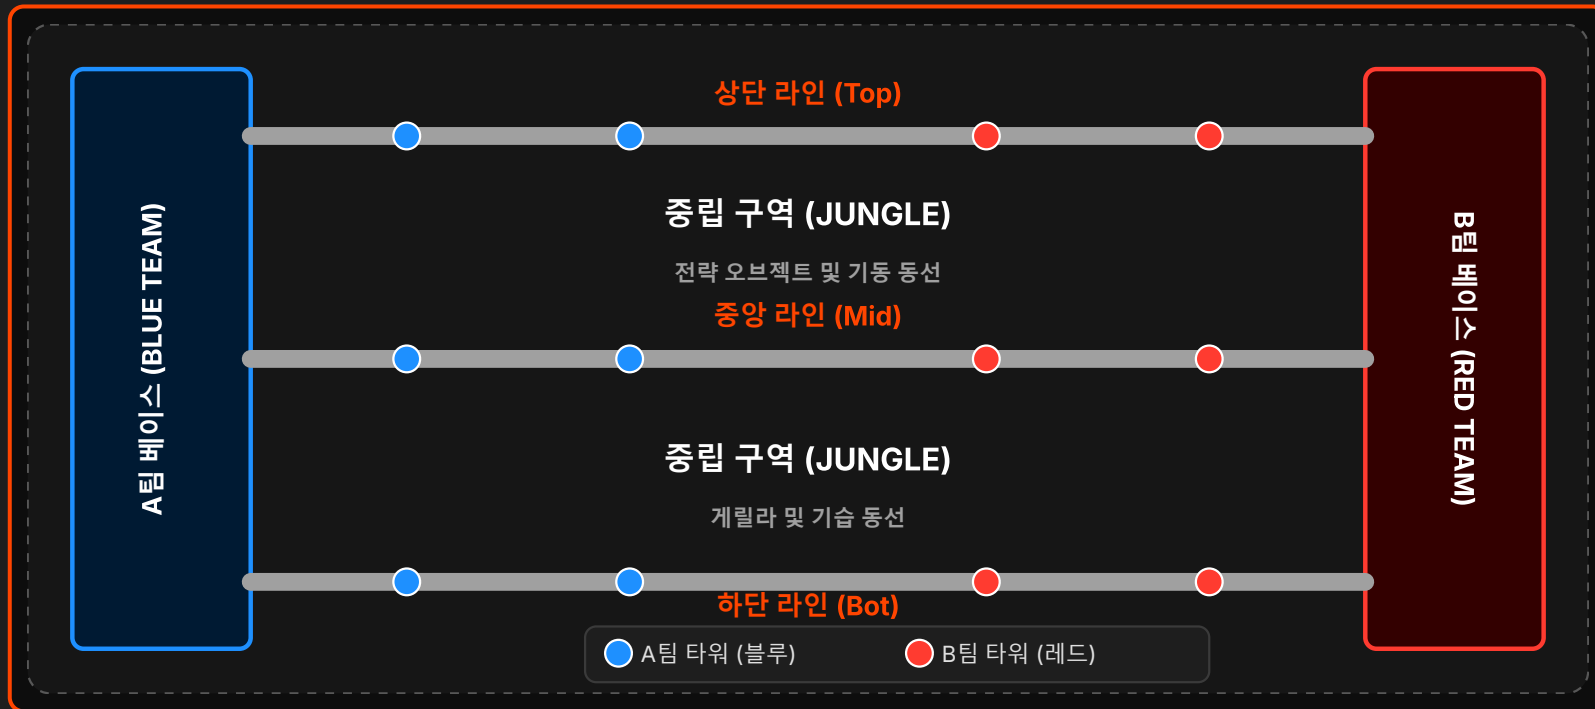 상단 라인 (Top)
중립 구역 (JUNGLE)
전략 오브젝트 및 기동 동선
중앙 라인 (Mid)
A팀 베이스 (BLUE TEAM)
B팀 베이스 (RED TEAM)
중립 구역 (JUNGLE)
게릴라 및 기습 동선
하단 라인 (Bot)
A팀 타워 (블루)
B팀 타워 (레드)